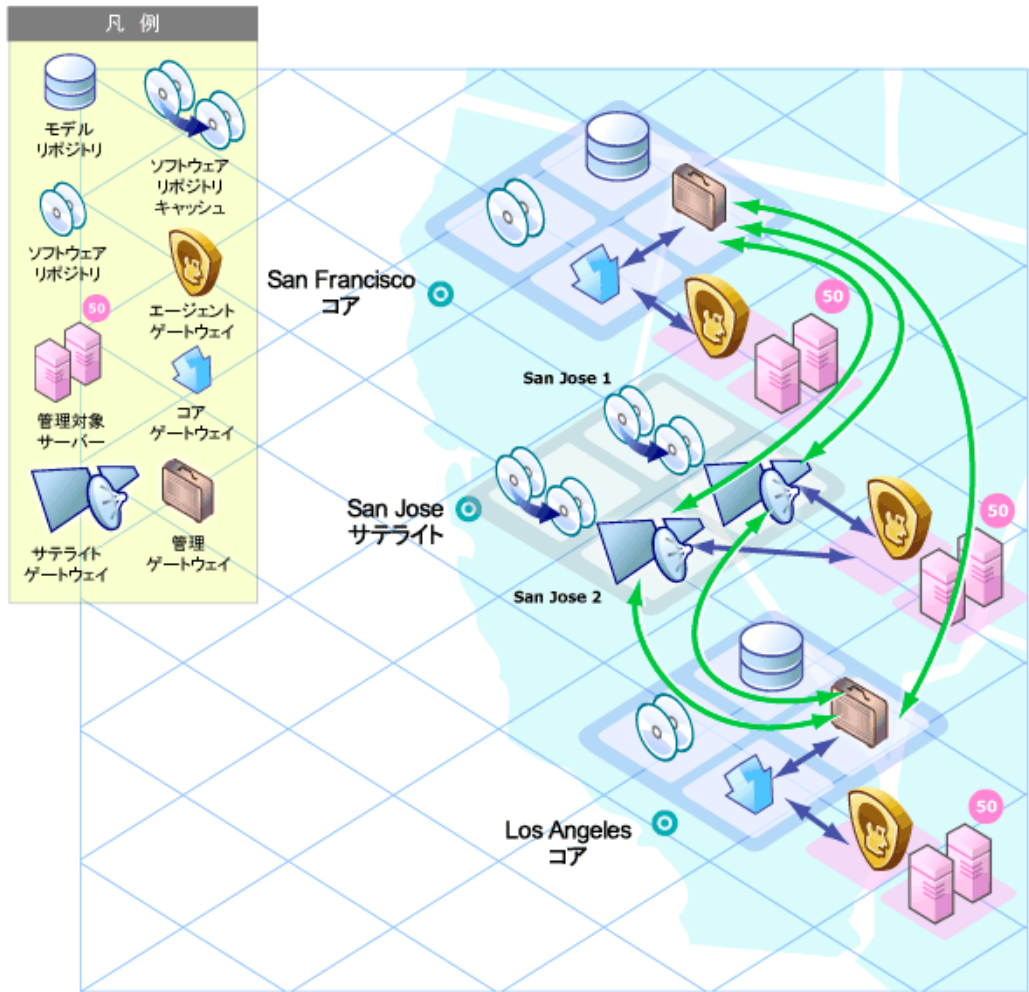 凡 例
モデル
リポジトリ
ソフトウェア
リポジトリ
キャッシュ
ソフトウェア
リポジトリ
エージェント
ゲートウェイ
50
管理対象
サーバー
コア
ゲートウェイ
サテライト
ゲートウェイ
管理
ゲートウェイ
San Francisco
コア
50
San Jose 1
San Jose
サテライト
50
San Jose 2
Los Angeles
コア
50